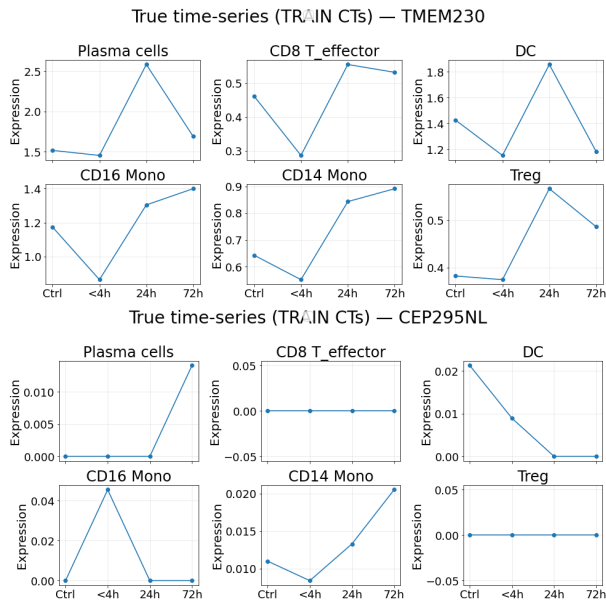 True time-series (TRAIN CTs) — TMEM230
Plasma cells CD8 T_effector DC
Expression Expression Expression
2.5 2.0 1.5
0.5 0.4 0.3
1.8 1.6 1.4 1.2
CD16 Mono CD14 Mono Treg
Expression Expression Expression
1.4 1.2 1.0
0.9 0.8 0.7 0.6
0.5 0.4
Ctrl <4h 24h 72h Ctrl <4h 24h 72h Ctrl <4h 24h 72h
True time-series (TRAIN CTs) — CEP295NL
Plasma cells CD8 T_effector DC
Expression Expression Expression
0.010 0.005 0.000
0.05 0.00 −0.05
0.02 0.01 0.00
CD16 Mono CD14 Mono Treg
Expression Expression Expression
0.04 0.02 0.00
0.020 0.015 0.010
0.05 0.00 −0.05
Ctrl <4h 24h 72h Ctrl <4h 24h 72h Ctrl <4h 24h 72h